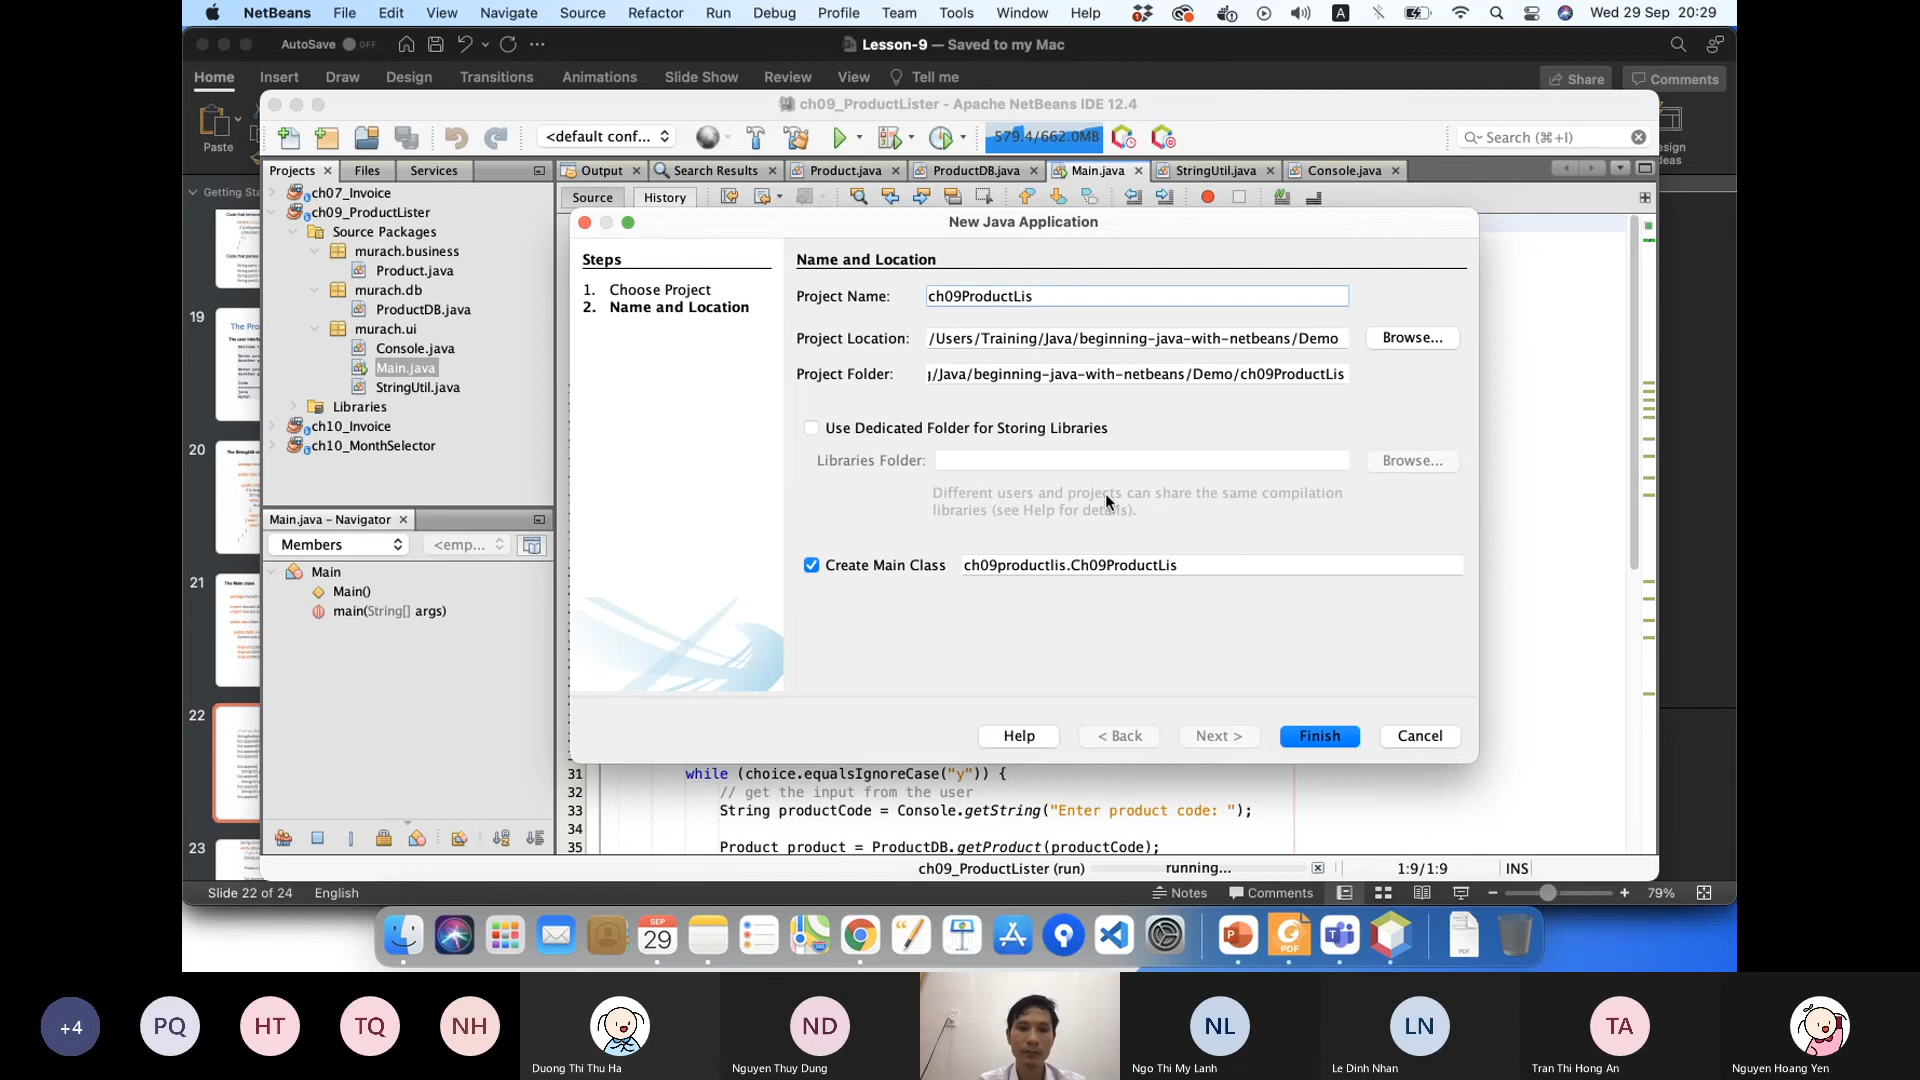 NetBeans File Edit View Navigate Source Refactor Run Debug Profile Team Tools Window Help A Wed 29 Sep 20:29
AutoSave OFF Lesson-9 — Saved to my Mac
Home Insert Draw Design Transitions Animations Slide Show Review View Tell me Share Comments
ch09_ProductLister - Apache NetBeans IDE 12.4
Paste
<default conf... 579.4/662.0MB Search (⌘+I)
Projects Files Services Output Search Results Product.java ProductDB.java Main.java StringUtil.java Console.java
Getting Sta
Source History
ch07_Invoice
ch09_ProductLister
Source Packages
murach.business
Product.java
murach.db
ProductDB.java
murach.ui
Console.java
Main.java
StringUtil.java
Libraries
ch10_Invoice
ch10_MonthSelector
New Java Application
Steps
1. Choose Project
2. Name and Location
Name and Location
Project Name: ch09ProductLis
Project Location: /Users/Training/Java/beginning-java-with-netbeans/Demo Browse...
Project Folder: /Java/beginning-java-with-netbeans/Demo/ch09ProductLis
Use Dedicated Folder for Storing Libraries
Libraries Folder: Browse...
Different users and projects can share the same compilation
libraries (see Help for details).
Create Main Class ch09productlis.Ch09ProductLis
Help < Back Next > Finish Cancel
19
20
21
22
23
Main.java - Navigator
Members <emp...
Main
Main()
main(String[] args)
31 while (choice.equalsIgnoreCase("y")) {
32 // get the input from the user
33 String productCode = Console.getString("Enter product code: ");
34
35 Product product = ProductDB.getProduct(productCode);
ch09_ProductLister (run) running... 1:9/1:9 INS
Slide 22 of 24 English Notes Comments 79%
SEP
29
PDF
PDF
+4 PQ HT TQ NH ND NL LN TA
Duong Thi Thu Ha Nguyen Thuy Dung Ngo Thi My Lanh Le Dinh Nhan Tran Thi Hong An Nguyen Hoang Yen